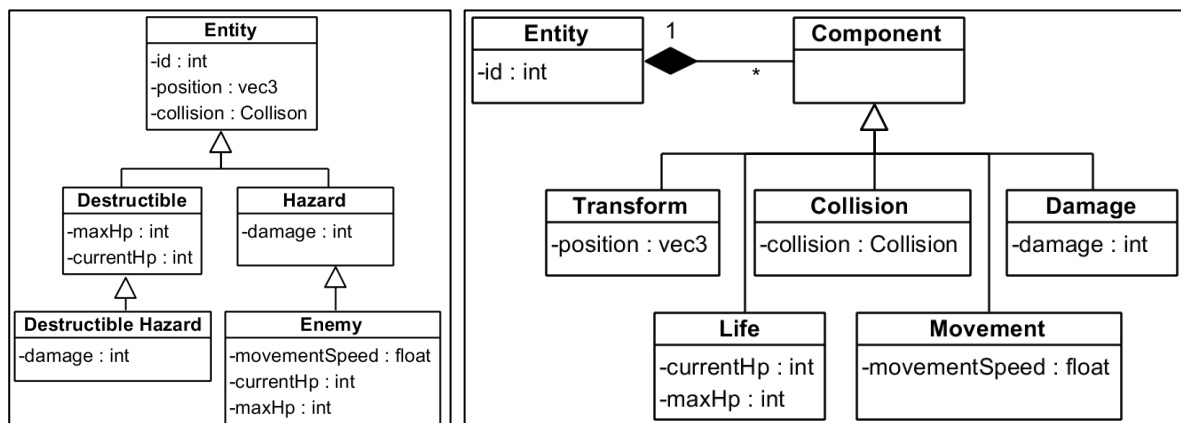 Entity
-id : int
-position : vec3
-collision : Collison
Destructible
-maxHp : int
-currentHp : int
Hazard
-damage : int
Destructible Hazard
-damage : int
Enemy
-movementSpeed : float
-currentHp : int
-maxHp : int
Entity
-id : int
1
*
Component
Transform
-position : vec3
Collision
-collision : Collision
Damage
-damage : int
Life
-currentHp : int
-maxHp : int
Movement
-movementSpeed : float